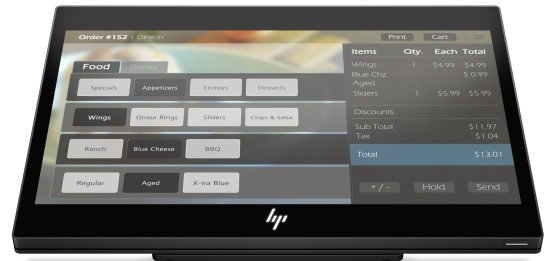 Order #152 | Dine in
Print
Cart
Food
Drinks
Specials
Appetizers
Entrees
Desserts
Wings
Onion Rings
Sliders
Chips & Salsa
Ranch
Blue Cheese
BBQ
Regular
Aged
X-tra Blue
Items Qty. Each Total
Wings 1 $4.99 $4.99
Blue Chz $ 0.99
Aged
Sliders 1 $5.99 $5.99
Discounts
Sub Total $11.97
Tax $1.04
Total $13.01
+ / -
Hold
Send
hp